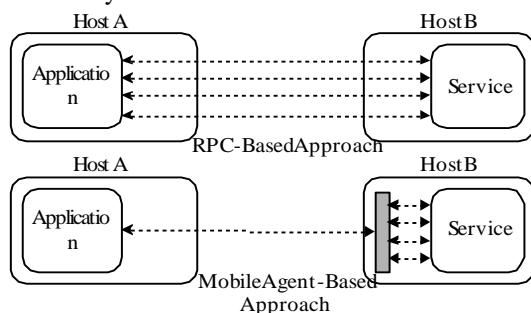 y
Host A
HostB
Applicatio
n
Service
RPC-BasedApproach
Host A
HostB
Applicatio
n
Service
MobileAgent-Based
Approach